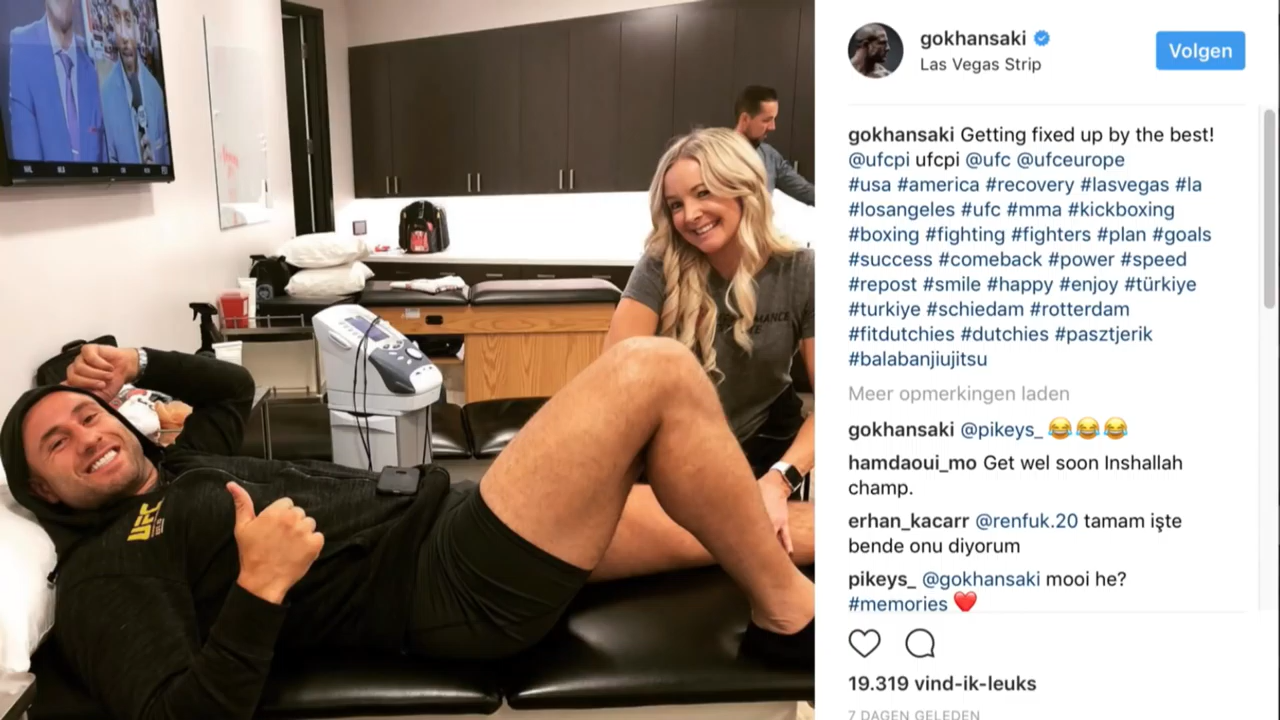 gokhansaki
Las Vegas Strip
Volgen
gokhansaki Getting fixed up by the best!
@ufcpi ufcpi @ufc @ufceurope
#usa #america #recovery #lasvegas #la
#losangeles #ufc #mma #kickboxing
#boxing #fighting #fighters #plan #goals
#success #comeback #power #speed
#repost #smile #happy #enjoy #türkiye
#turkiye #schiedam #rotterdam
#fitdutchies #dutchies #pasztjerik
#balabanjiujitsu
Meer opmerkingen laden
gokhansaki @pikeys_ 😂😂😂
hamdaoui_mo Get wel soon Inshallah
champ.
erhan_kacarr @renfuk.20 tamam işte
bende onu diyorum
pikeys_ @gokhansaki mooi he?
#memories ❤️
19.319 vind-ik-leuks
7 DAGEN GELEDEN
UFC